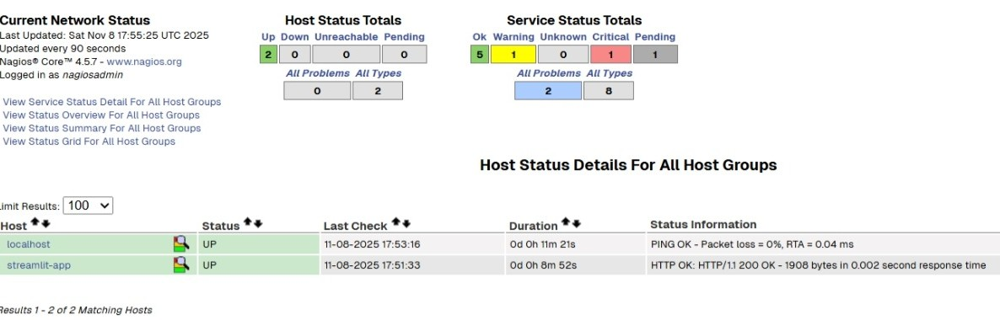 Current Network Status
Last Updated: Sat Nov 8 17:55:25 UTC 2025
Updated every 90 seconds
Nagios® Core™ 4.5.7 - www.nagios.org
Logged in as nagiosadmin
View Service Status Detail For All Host Groups
View Status Overview For All Host Groups
View Status Summary For All Host Groups
View Status Grid For All Host Groups
Host Status Totals
Up Down Unreachable Pending
2 0 0 0
All Problems All Types
0 2
Service Status Totals
Ok Warning Unknown Critical Pending
5 1 0 1 1
All Problems All Types
2 8
Host Status Details For All Host Groups
Limit Results: 100
Host Status Last Check Duration Status Information
localhost UP 11-08-2025 17:53:16 0d 0h 11m 21s PING OK - Packet loss = 0%, RTA = 0.04 ms
streamlit-app UP 11-08-2025 17:51:33 0d 0h 8m 52s HTTP OK: HTTP/1.1 200 OK - 1908 bytes in 0.002 second response time
Results 1 - 2 of 2 Matching Hosts